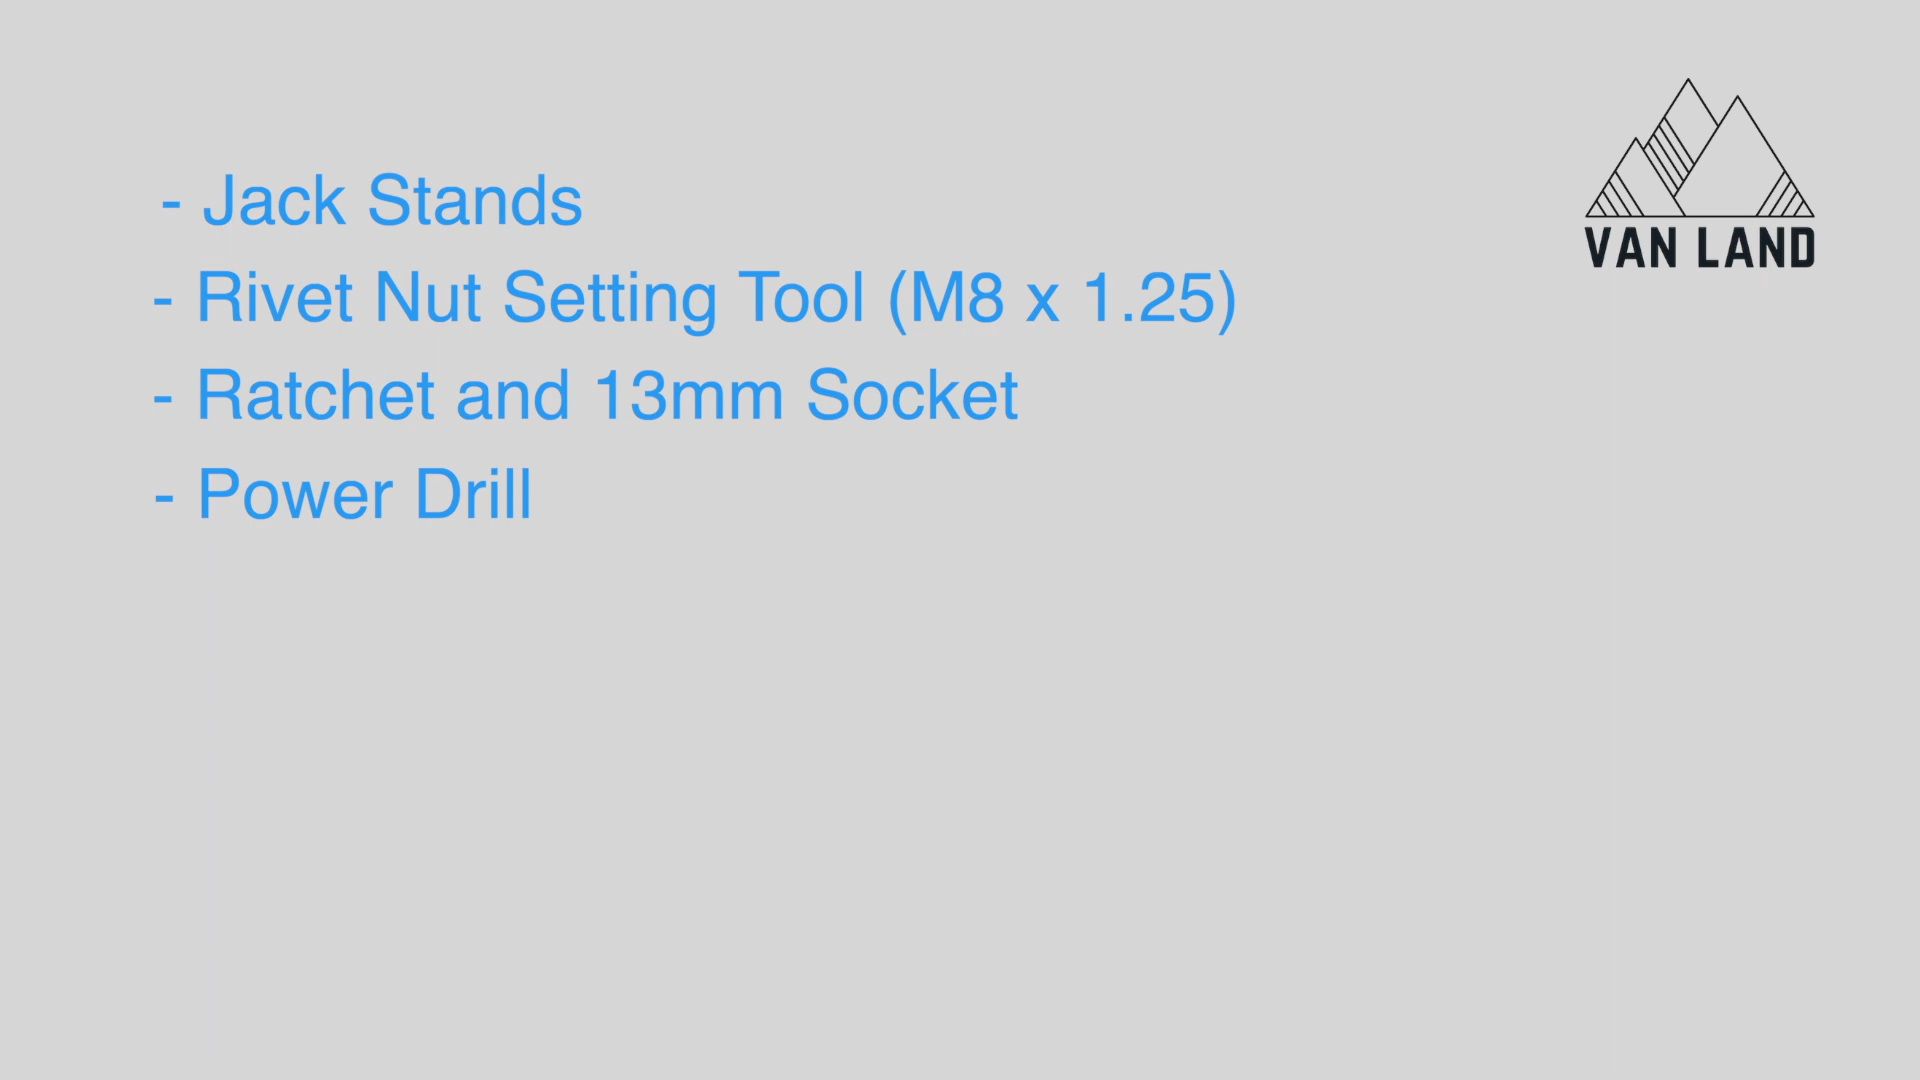 - Jack Stands
- Rivet Nut Setting Tool (M8 x 1.25)
- Ratchet and 13mm Socket
- Power Drill
VAN LAND